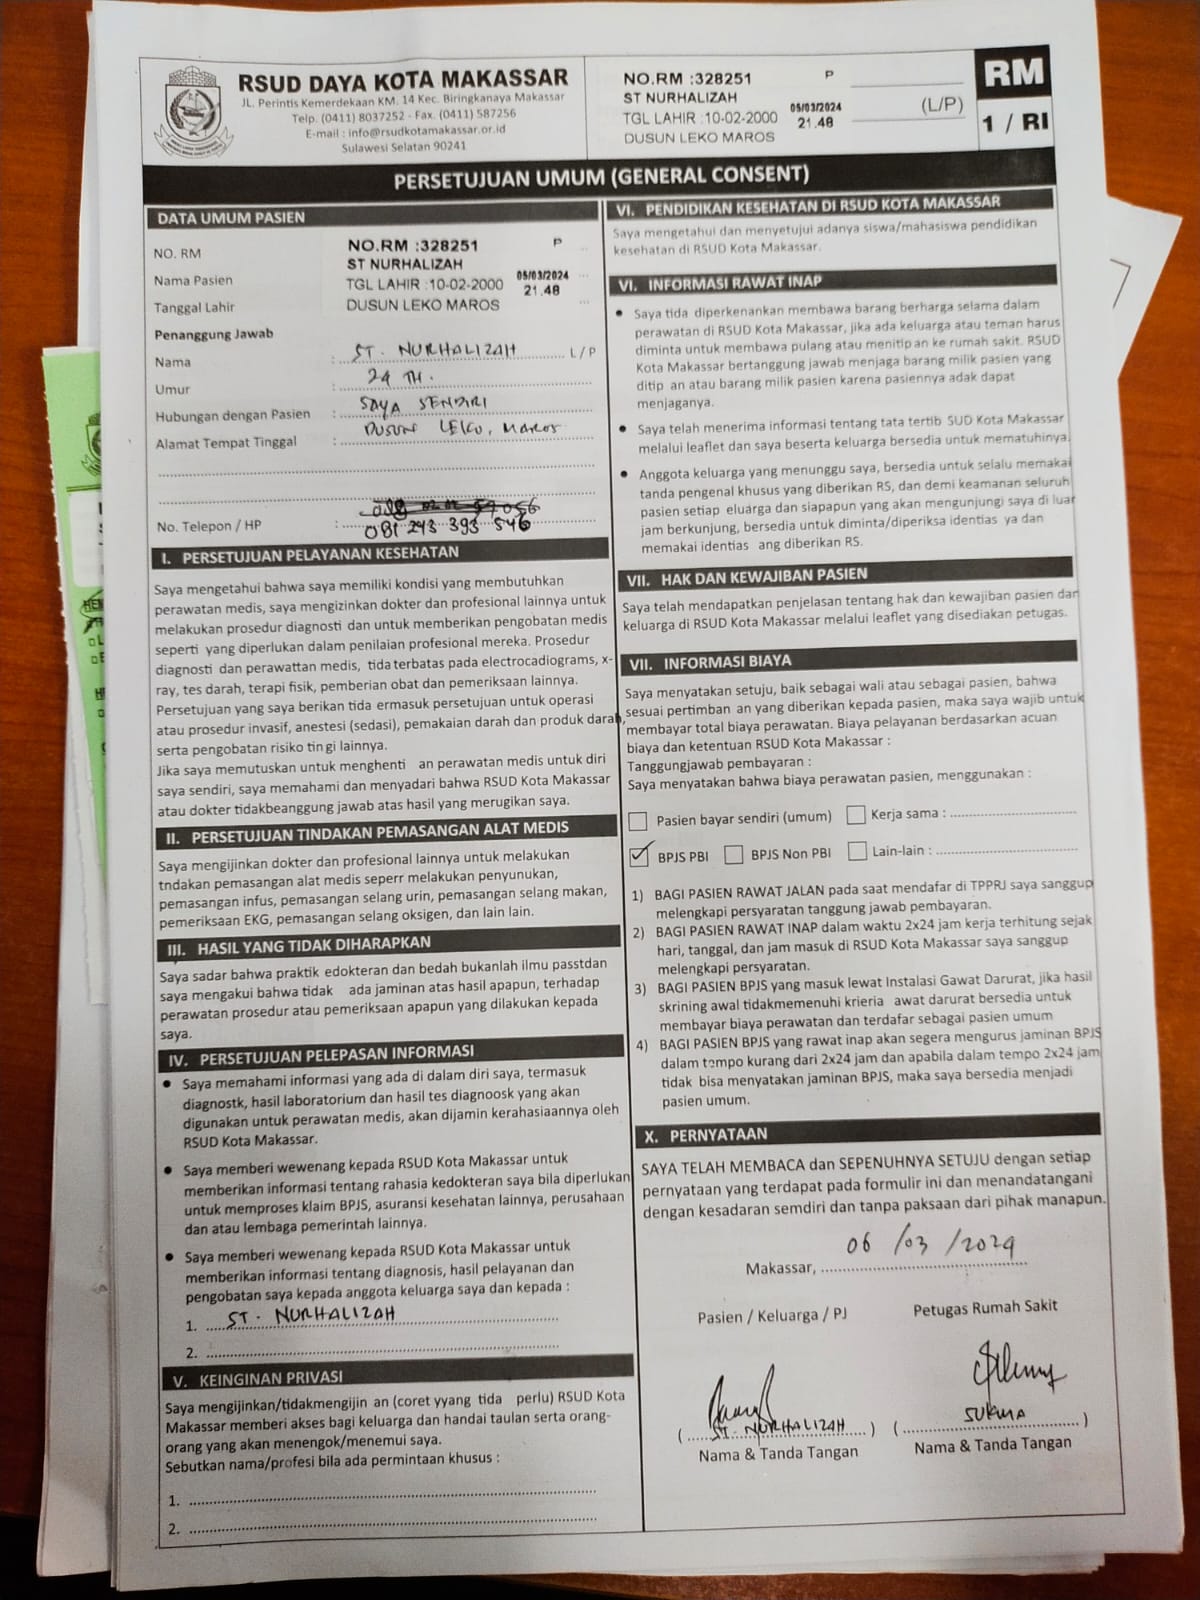 RSUD DAYA KOTA MAKASSAR
JL. Perintis Kemerdekaan KM. 14 Kec. Biringkanaya Makassar
Telp. (0411) 8037252 - Fax. (0411) 587256
E-mail : info@rsudkotamakassar.or.id
Sulawesi Selatan 90241
NO.RM :328251 P
ST NURHALIZAH
TGL LAHIR :10-02-2000 05/03/2024 21.48
DUSUN LEKO MAROS
(L/P)
RM
1 / RI
PERSETUJUAN UMUM (GENERAL CONSENT)
DATA UMUM PASIEN
NO. RM
Nama Pasien
Tanggal Lahir
NO.RM :328251 P
ST NURHALIZAH
TGL LAHIR :10-02-2000 05/03/2024 21.48
DUSUN LEKO MAROS
Penanggung Jawab
Nama : ST. NURHALIZAH L/P
Umur : 24 TH.
Hubungan dengan Pasien : SAYA SENDIRI
Alamat Tempat Tinggal : DUSUN LEKO, MAROS
No. Telepon / HP : 081 243 393 546
I. PERSETUJUAN PELAYANAN KESEHATAN
Saya mengetahui bahwa saya memiliki kondisi yang membutuhkan
perawatan medis, saya mengizinkan dokter dan profesional lainnya untuk
melakukan prosedur diagnosti dan untuk memberikan pengobatan medis
seperti yang diperlukan dalam penilaian profesional mereka. Prosedur
diagnosti dan perawattan medis, tida terbatas pada electrocadiograms, x-
ray, tes darah, terapi fisik, pemberian obat dan pemeriksaan lainnya.
Persetujuan yang saya berikan tida ermasuk persetujuan untuk operasi
atau prosedur invasif, anestesi (sedasi), pemakaian darah dan produk darah,
serta pengobatan risiko tin gi lainnya.
Jika saya memutuskan untuk menghenti an perawatan medis untuk diri
saya sendiri, saya memahami dan menyadari bahwa RSUD Kota Makassar
atau dokter tidakbeanggung jawab atas hasil yang merugikan saya.
II. PERSETUJUAN TINDAKAN PEMASANGAN ALAT MEDIS
Saya mengijinkan dokter dan profesional lainnya untuk melakukan
tndakan pemasangan alat medis seperr melakukan penyunukan,
pemasangan infus, pemasangan selang urin, pemasangan selang makan,
pemeriksaan EKG, pemasangan selang oksigen, dan lain lain.
III. HASIL YANG TIDAK DIHARAPKAN
Saya sadar bahwa praktik edokteran dan bedah bukanlah ilmu passtdan
saya mengakui bahwa tidak ada jaminan atas hasil apapun, terhadap
perawatan prosedur atau pemeriksaan apapun yang dilakukan kepada
saya.
IV. PERSETUJUAN PELEPASAN INFORMASI
• Saya memahami informasi yang ada di dalam diri saya, termasuk
diagnostk, hasil laboratorium dan hasil tes diagnoosk yang akan
digunakan untuk perawatan medis, akan dijamin kerahasiaannya oleh
RSUD Kota Makassar.
• Saya memberi wewenang kepada RSUD Kota Makassar untuk
memberikan informasi tentang rahasia kedokteran saya bila diperlukan
untuk memproses klaim BPJS, asuransi kesehatan lainnya, perusahaan
dan atau lembaga pemerintah lainnya.
• Saya memberi wewenang kepada RSUD Kota Makassar untuk
memberikan informasi tentang diagnosis, hasil pelayanan dan
pengobatan saya kepada anggota keluarga saya dan kepada :
1. ST. NURHALIZAH
2.
V. KEINGINAN PRIVASI
Saya mengijinkan/tidakmengijin an (coret yyang tida perlu) RSUD Kota
Makassar memberi akses bagi keluarga dan handai taulan serta orang-
orang yang akan menengok/menemui saya.
Sebutkan nama/profesi bila ada permintaan khusus :
1.
2.
VI. PENDIDIKAN KESEHATAN DI RSUD KOTA MAKASSAR
Saya mengetahui dan menyetujui adanya siswa/mahasiswa pendidikan
kesehatan di RSUD Kota Makassar.
VI. INFORMASI RAWAT INAP
• Saya tida diperkenankan membawa barang berharga selama dalam
perawatan di RSUD Kota Makassar, jika ada keluarga atau teman harus
diminta untuk membawa pulang atau menitip an ke rumah sakit. RSUD
Kota Makassar bertanggung jawab menjaga barang milik pasien yang
ditip an atau barang milik pasien karena pasiennya adak dapat
menjaganya.
• Saya telah menerima informasi tentang tata tertib SUD Kota Makassar
melalui leaflet dan saya beserta keluarga bersedia untuk mematuhinya.
• Anggota keluarga yang menunggu saya, bersedia untuk selalu memakai
tanda pengenal khusus yang diberikan RS, dan demi keamanan seluruh
pasien setiap eluarga dan siapapun yang akan mengunjungi saya di luar
jam berkunjung, bersedia untuk diminta/diperiksa identias ya dan
memakai identias ang diberikan RS.
VII. HAK DAN KEWAJIBAN PASIEN
Saya telah mendapatkan penjelasan tentang hak dan kewajiban pasien dan
keluarga di RSUD Kota Makassar melalui leaflet yang disediakan petugas.
VII. INFORMASI BIAYA
Saya menyatakan setuju, baik sebagai wali atau sebagai pasien, bahwa
sesuai pertimban an yang diberikan kepada pasien, maka saya wajib untuk
membayar total biaya perawatan. Biaya pelayanan berdasarkan acuan
biaya dan ketentuan RSUD Kota Makassar :
Tanggungjawab pembayaran :
Saya menyatakan bahwa biaya perawatan pasien, menggunakan :
Pasien bayar sendiri (umum) Kerja sama :
✓ BPJS PBI BPJS Non PBI Lain-lain :
1) BAGI PASIEN RAWAT JALAN pada saat mendafar di TPPRJ saya sanggup
melengkapi persyaratan tanggung jawab pembayaran.
2) BAGI PASIEN RAWAT INAP dalam waktu 2x24 jam kerja terhitung sejak
hari, tanggal, dan jam masuk di RSUD Kota Makassar saya sanggup
melengkapi persyaratan.
3) BAGI PASIEN BPJS yang masuk lewat Instalasi Gawat Darurat, jika hasil
skrining awal tidakmemenuhi krieria awat darurat bersedia untuk
membayar biaya perawatan dan terdafar sebagai pasien umum
4) BAGI PASIEN BPJS yang rawat inap akan segera mengurus jaminan BPJS
dalam tempo kurang dari 2x24 jam dan apabila dalam tempo 2x24 jam
tidak bisa menyatakan jaminan BPJS, maka saya bersedia menjadi
pasien umum.
X. PERNYATAAN
SAYA TELAH MEMBACA dan SEPENUHNYA SETUJU dengan setiap
pernyataan yang terdapat pada formulir ini dan menandatangani
dengan kesadaran semdiri dan tanpa paksaan dari pihak manapun.
Makassar, 06 /03 /2024
Pasien / Keluarga / PJ Petugas Rumah Sakit
( ST. NURHALIZAH ) ( SUKMA )
Nama & Tanda Tangan Nama & Tanda Tangan